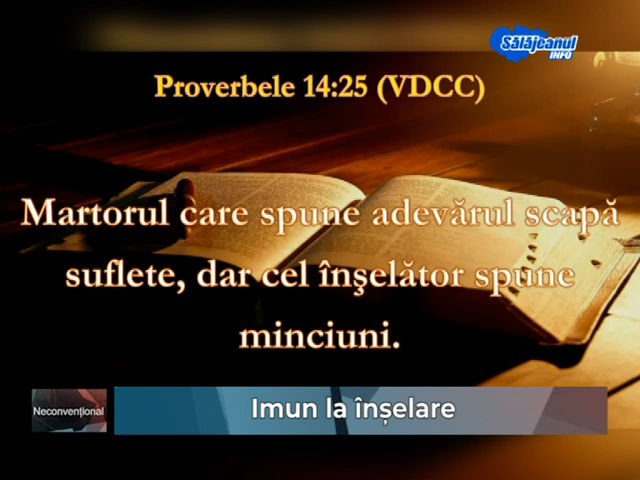 Sălăjeanul
INFO
Proverbele 14:25 (VDCC)
Martorul care spune adevărul scapă
suflete, dar cel înşelător spune
minciuni.
Neconvențional
Imun la înșelare